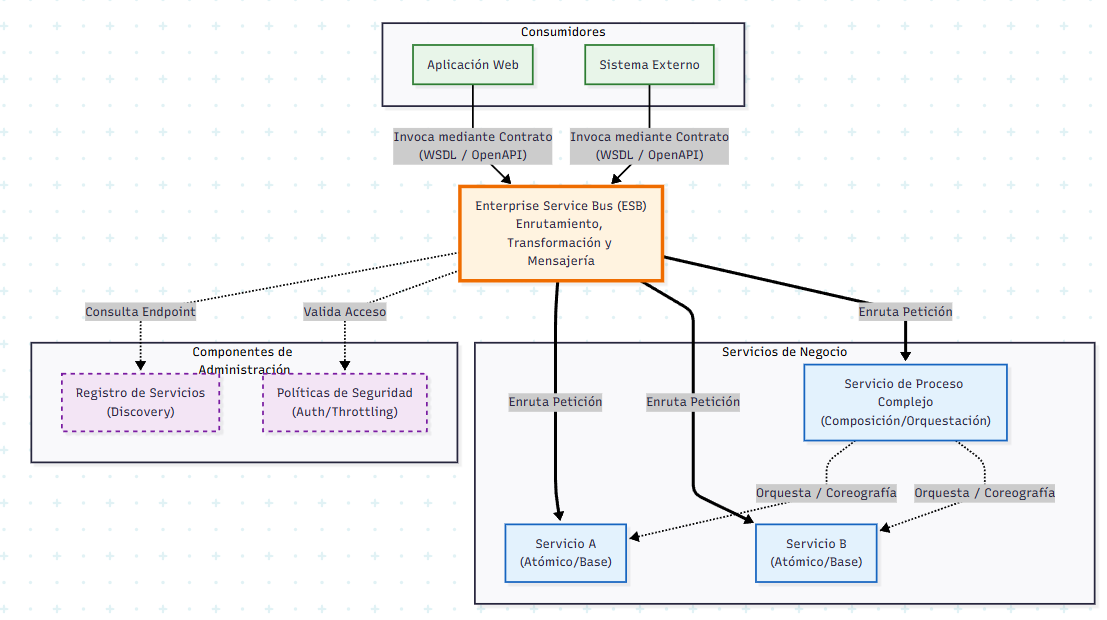 Consumidores
Aplicación Web
Sistema Externo
Invoca mediante Contrato
(WSDL / OpenAPI)
Invoca mediante Contrato
(WSDL / OpenAPI)
Enterprise Service Bus (ESB)
Enrutamiento,
Transformación y
Mensajería
Consulta Endpoint
Valida Acceso
Enruta Petición
Componentes de
Administración
Registro de Servicios
(Discovery)
Políticas de Seguridad
(Auth/Throttling)
Servicios de Negocio
Servicio de Proceso
Complejo
(Composición/Orquestación)
Enruta Petición
Enruta Petición
Orquesta / Coreografía
Orquesta / Coreografía
Servicio A
(Atómico/Base)
Servicio B
(Atómico/Base)